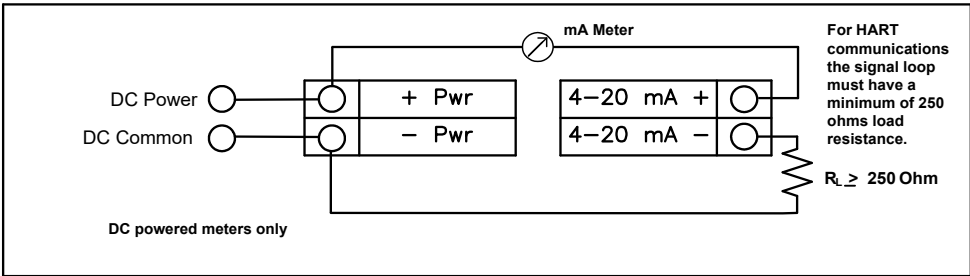 mA Meter
For HART
communications
the signal loop
must have a
minimum of 250
ohms load
resistance.
DC Power
+ Pwr
4-20 mA +
DC Common
- Pwr
4-20 mA -
RL ≥ 250 Ohm
DC powered meters only